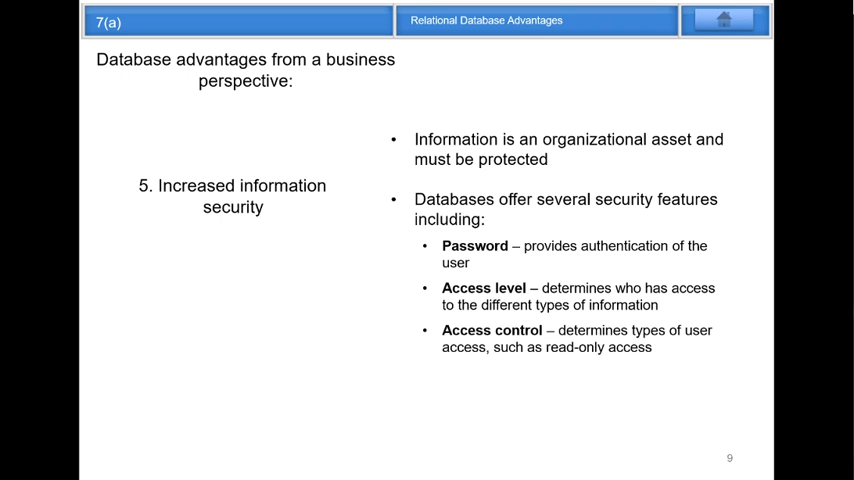 7(a)
Relational Database Advantages
Database advantages from a business
perspective:
5. Increased information
security
• Information is an organizational asset and
must be protected
• Databases offer several security features
including:
• Password – provides authentication of the
user
• Access level – determines who has access
to the different types of information
• Access control – determines types of user
access, such as read-only access
9